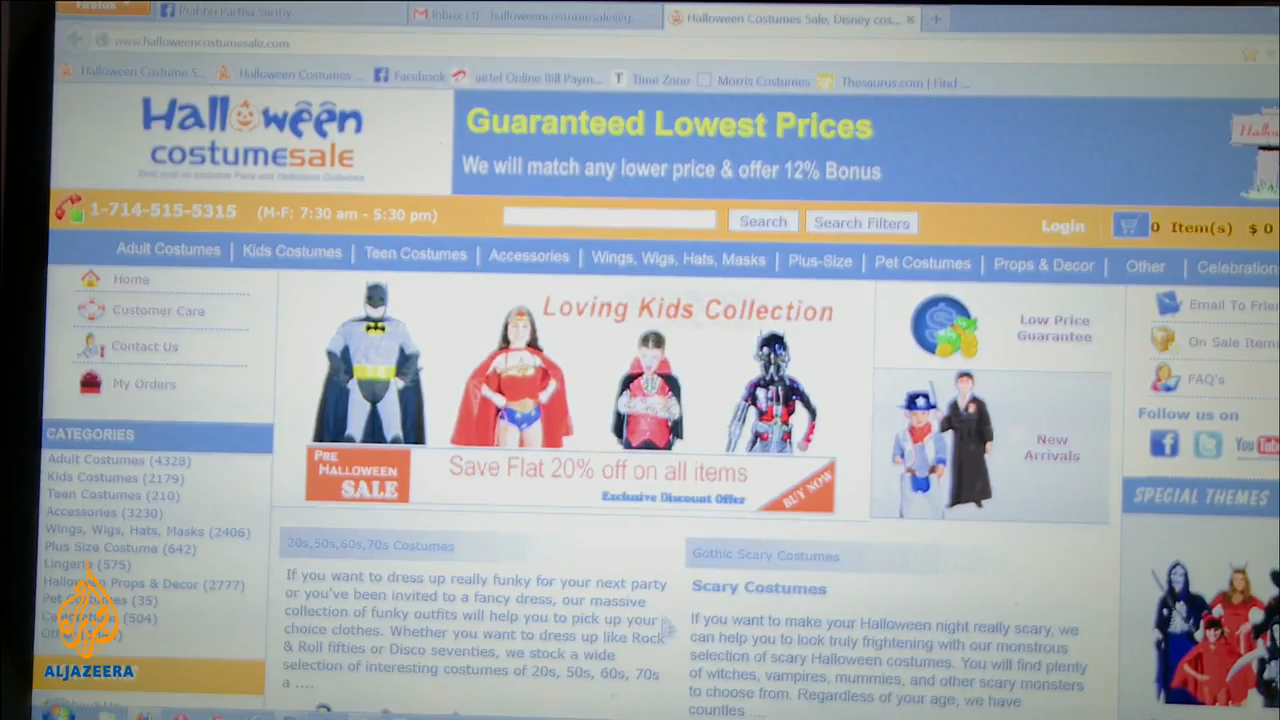 Firefox
Prabhu Partha Sarthy
Inbox (3) - halloweencostumesale@g...
Halloween Costumes Sale, Disney cos...
www.halloweencostumesale.com
Halloween Costume S...
Halloween Costumes ...
Facebook
airtel Online Bill Paym...
Time Zone
Morris Costumes
Thesaurus.com | Find ...
Halloween
costumesale
Guaranteed Lowest Prices
We will match any lower price & offer 12% Bonus
1-714-515-5315 (M-F: 7:30 am - 5:30 pm)
Search
Search Filters
Login
0 Item(s) $ 0
Adult Costumes | Kids Costumes | Teen Costumes | Accessories | Wings, Wigs, Hats, Masks | Plus-Size | Pet Costumes | Props & Decor | Other | Celebration
Home
Customer Care
Contact Us
My Orders
Loving Kids Collection
PRE
HALLOWEEN
SALE
Save Flat 20% off on all items
Exclusive Discount Offer
BUY NOW
Low Price
Guarantee
New
Arrivals
Email To Frie
On Sale Item
FAQ's
Follow us on
You Tub
SPECIAL THEMES
CATEGORIES
Adult Costumes (4328)
Kids Costumes (2179)
Teen Costumes (210)
Accessories (3230)
Wings, Wigs, Hats, Masks (2406)
Plus Size Costume (642)
Lingerie (575)
Halloween Props & Decor (2777)
Pet Costumes (35)
(504)
20s,50s,60s,70s Costumes
If you want to dress up really funky for your next party
or you've been invited to a fancy dress, our massive
collection of funky outfits will help you to pick up your
choice clothes. Whether you want to dress up like Rock
& Roll fifties or Disco seventies, we stock a wide
selection of interesting costumes of 20s, 50s, 60s, 70s
a ....
Gothic Scary Costumes
Scary Costumes
If you want to make your Halloween night really scary, we
can help you to look truly frightening with our monstrous
selection of scary Halloween costumes. You will find plenty
of witches, vampires, mummies, and other scary monsters
to choose from. Regardless of your age, we have
countles ....
ALJAZEERA